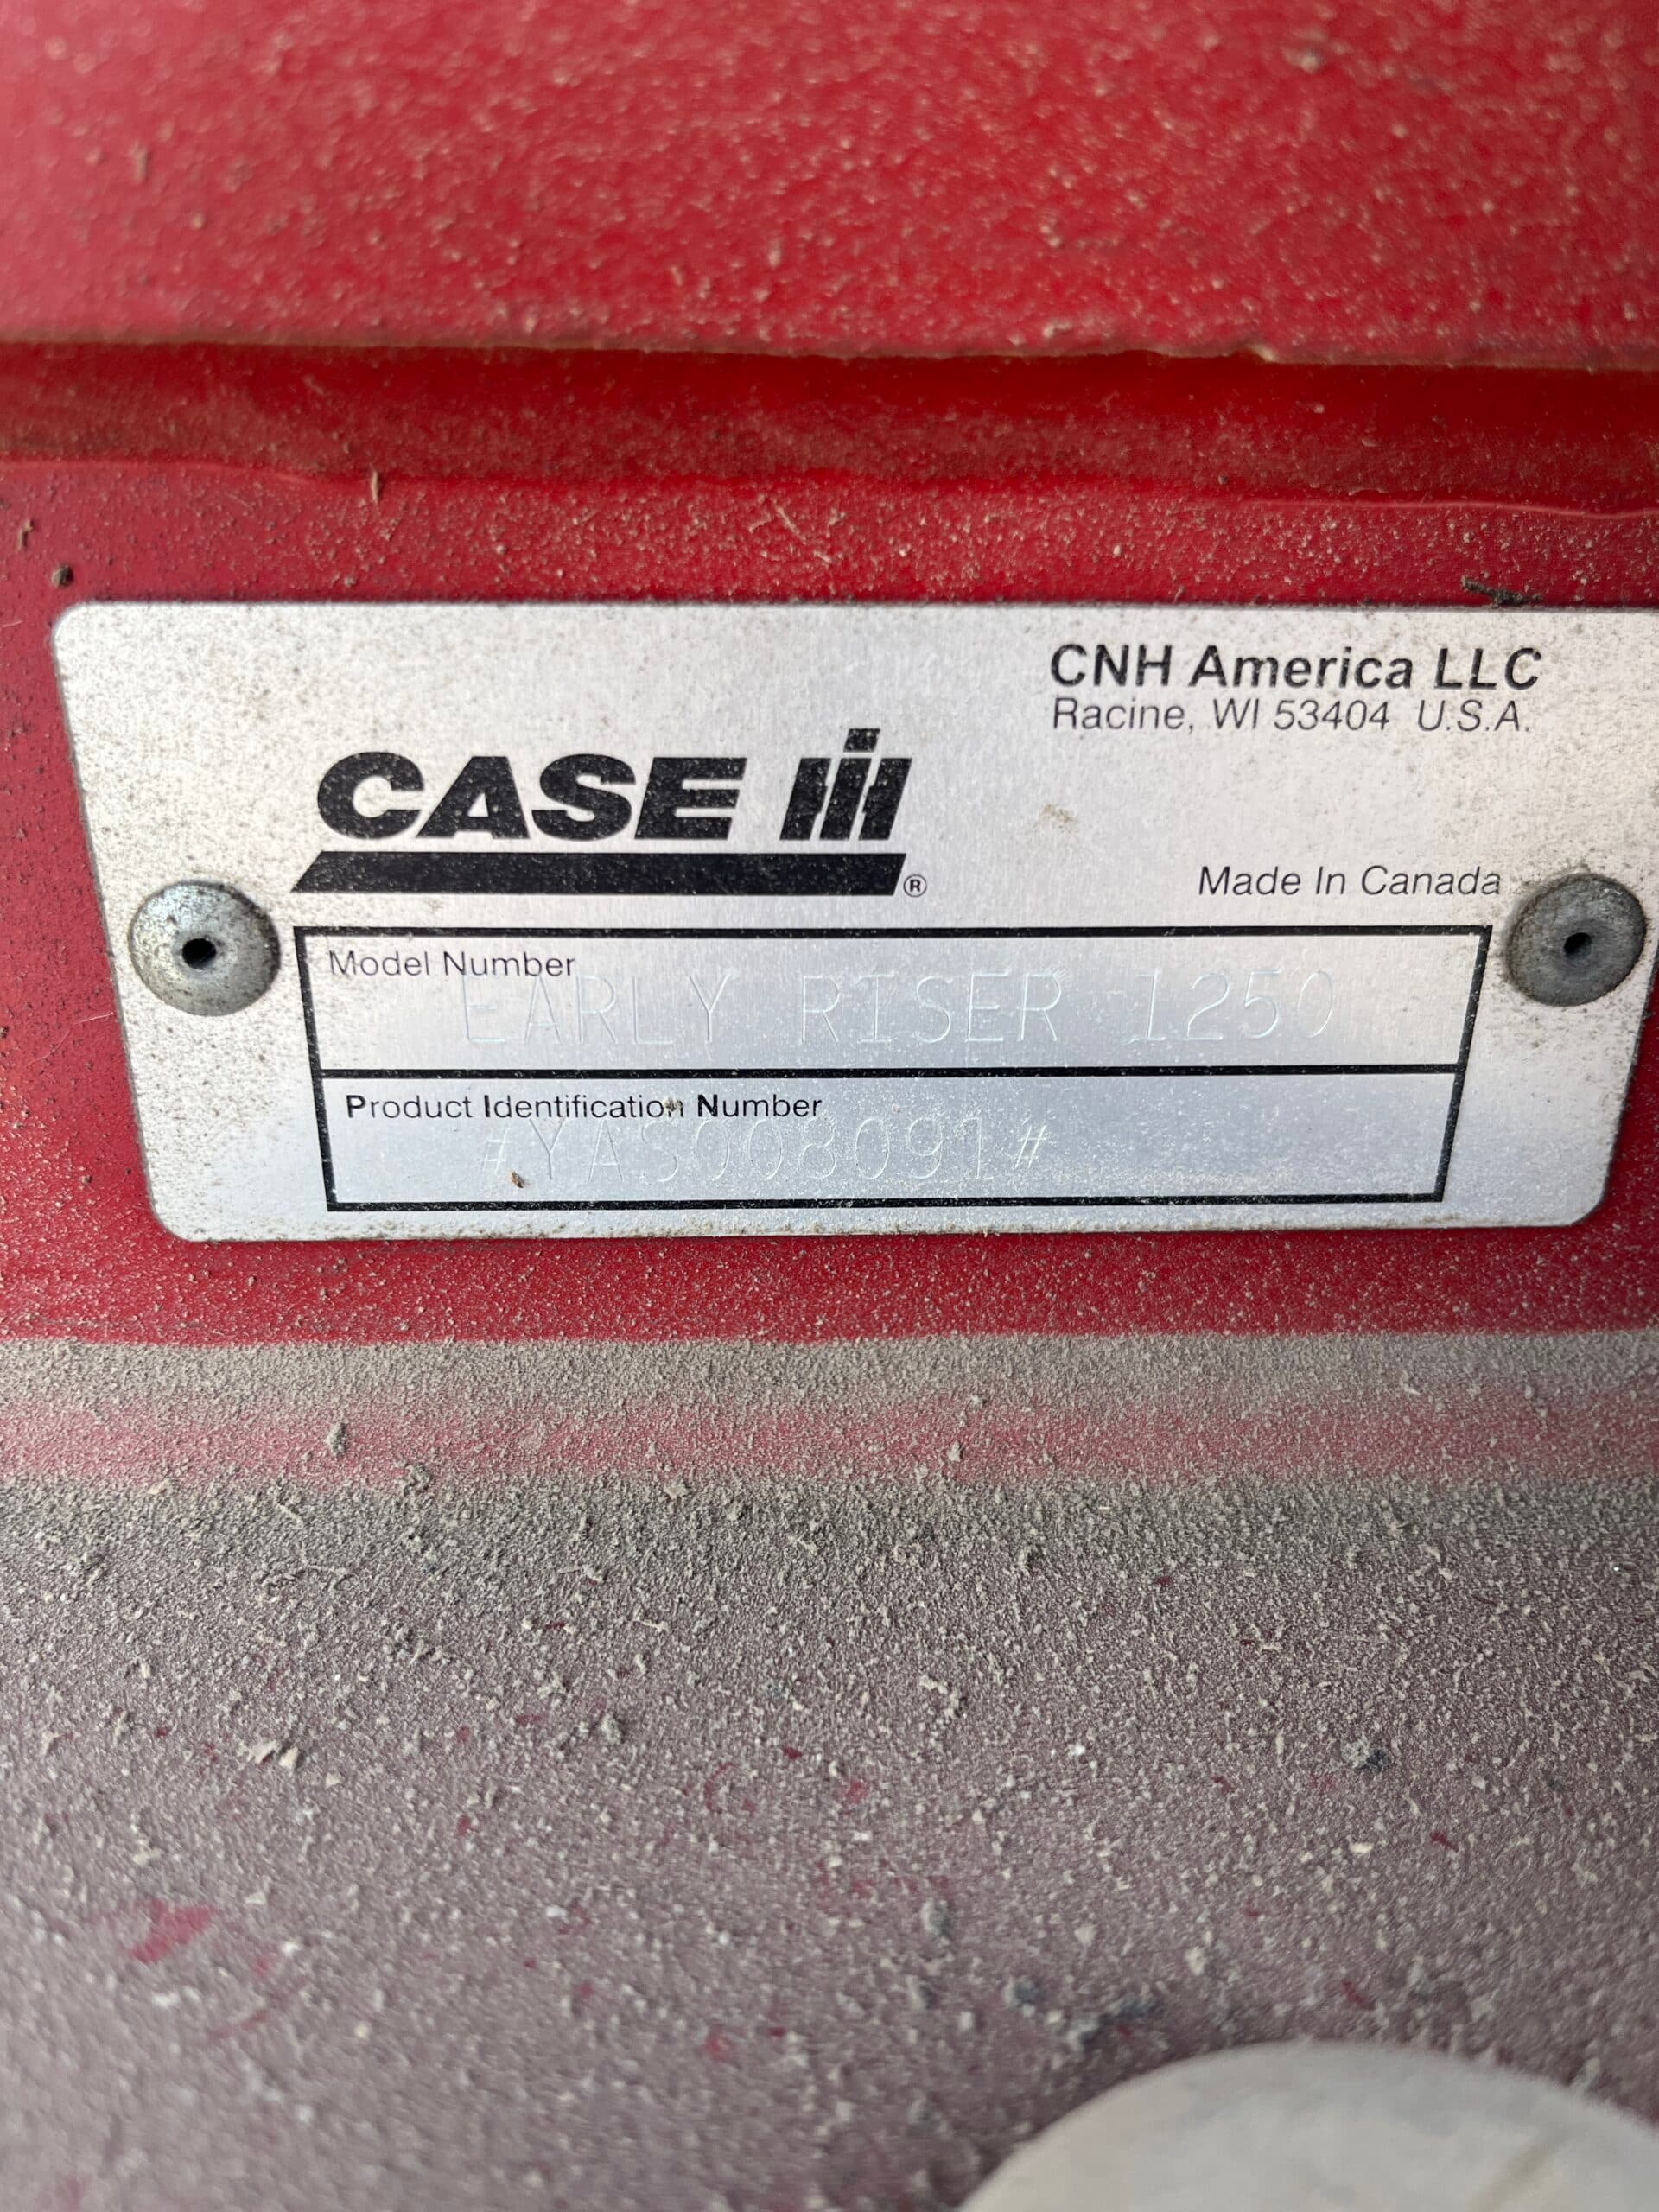 CNH America LLC
Racine, WI 53404 U.S.A.
CASE IH ®
Made In Canada
Model Number
EARLY RISER 1250
Product Identification Number
#YAS008091#